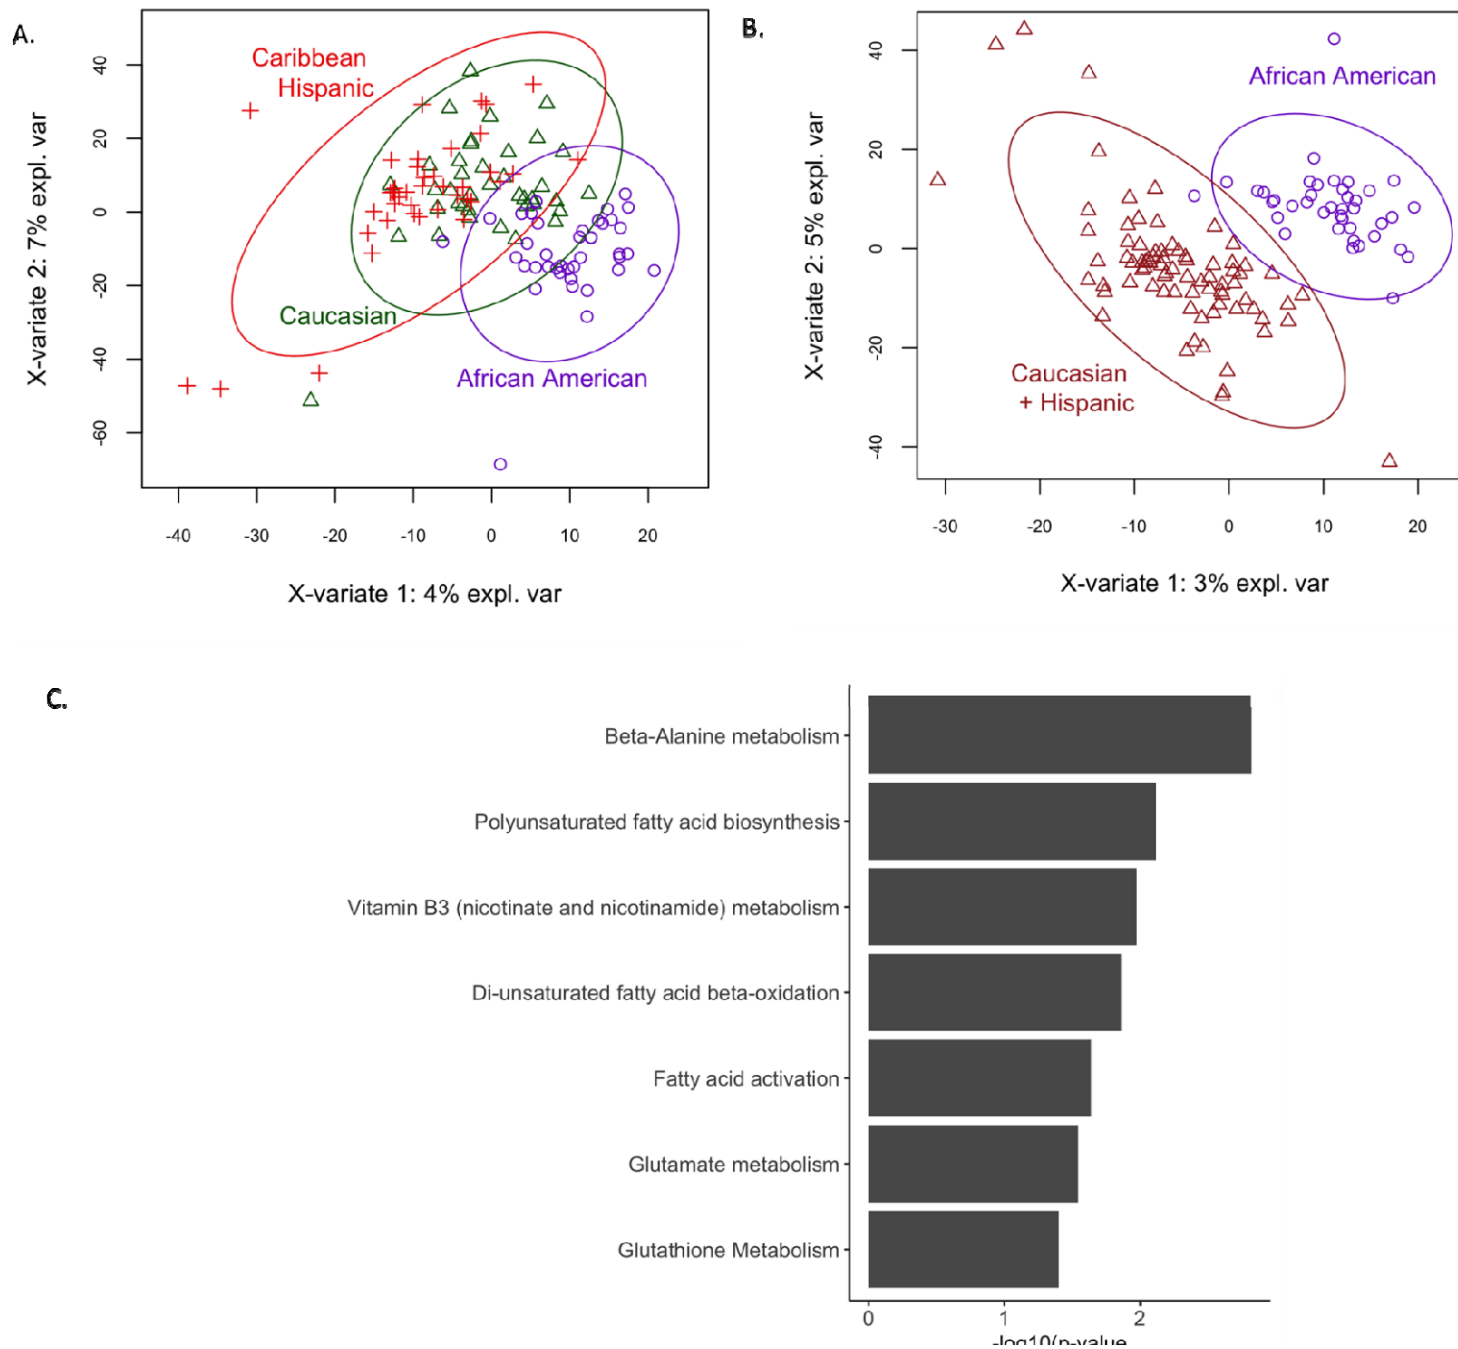 A.
Caribbean
Hispanic
Caucasian
African American
40
20
0
-20
-40
-60
X-variate 2: 7% expl. var
-40 -30 -20 -10 0 10 20
X-variate 1: 4% expl. var
B.
African American
Caucasian
+ Hispanic
40
20
0
-20
-40
X-variate 2: 5% expl. var
-30 -20 -10 0 10 20
X-variate 1: 3% expl. var
C.
Beta-Alanine metabolism
Polyunsaturated fatty acid biosynthesis
Vitamin B3 (nicotinate and nicotinamide) metabolism
Di-unsaturated fatty acid beta-oxidation
Fatty acid activation
Glutamate metabolism
Glutathione Metabolism
0 1 2
-log10(p-value